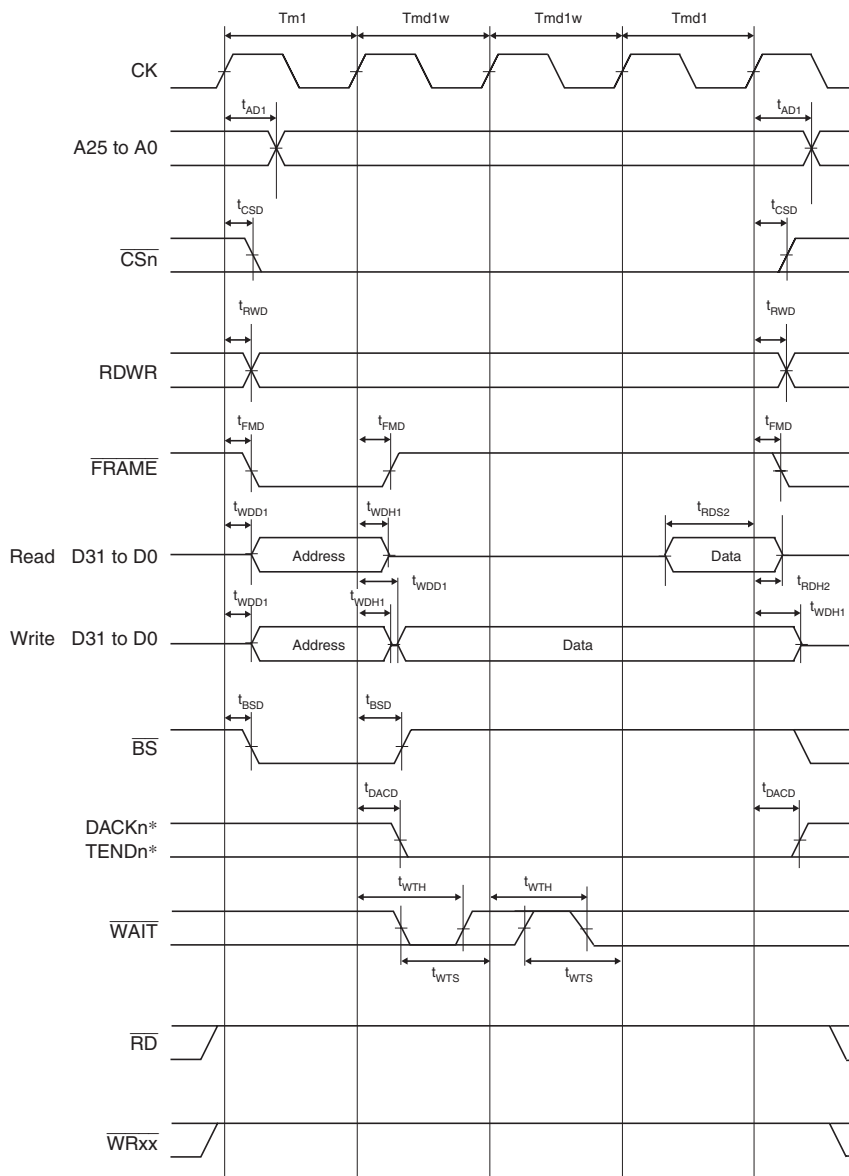 Tm1 Tmd1w Tmd1w Tmd1
CK
tAD1 tAD1
A25 to A0
tCSD tCSD
CSn
tRWD tRWD
RDWR
tFMD tFMD tFMD
FRAME
tWDD1 tWDH1 tRDS2
Read D31 to D0 Address Data
tWDD1 tRDH2
tWDD1 tWDH1 tWDH1
Write D31 to D0 Address Data
tBSD tBSD
BS
tDACD tDACD
DACKn*
TENDn*
tWTH tWTH
WAIT
tWTS tWTS
RD
WRxx